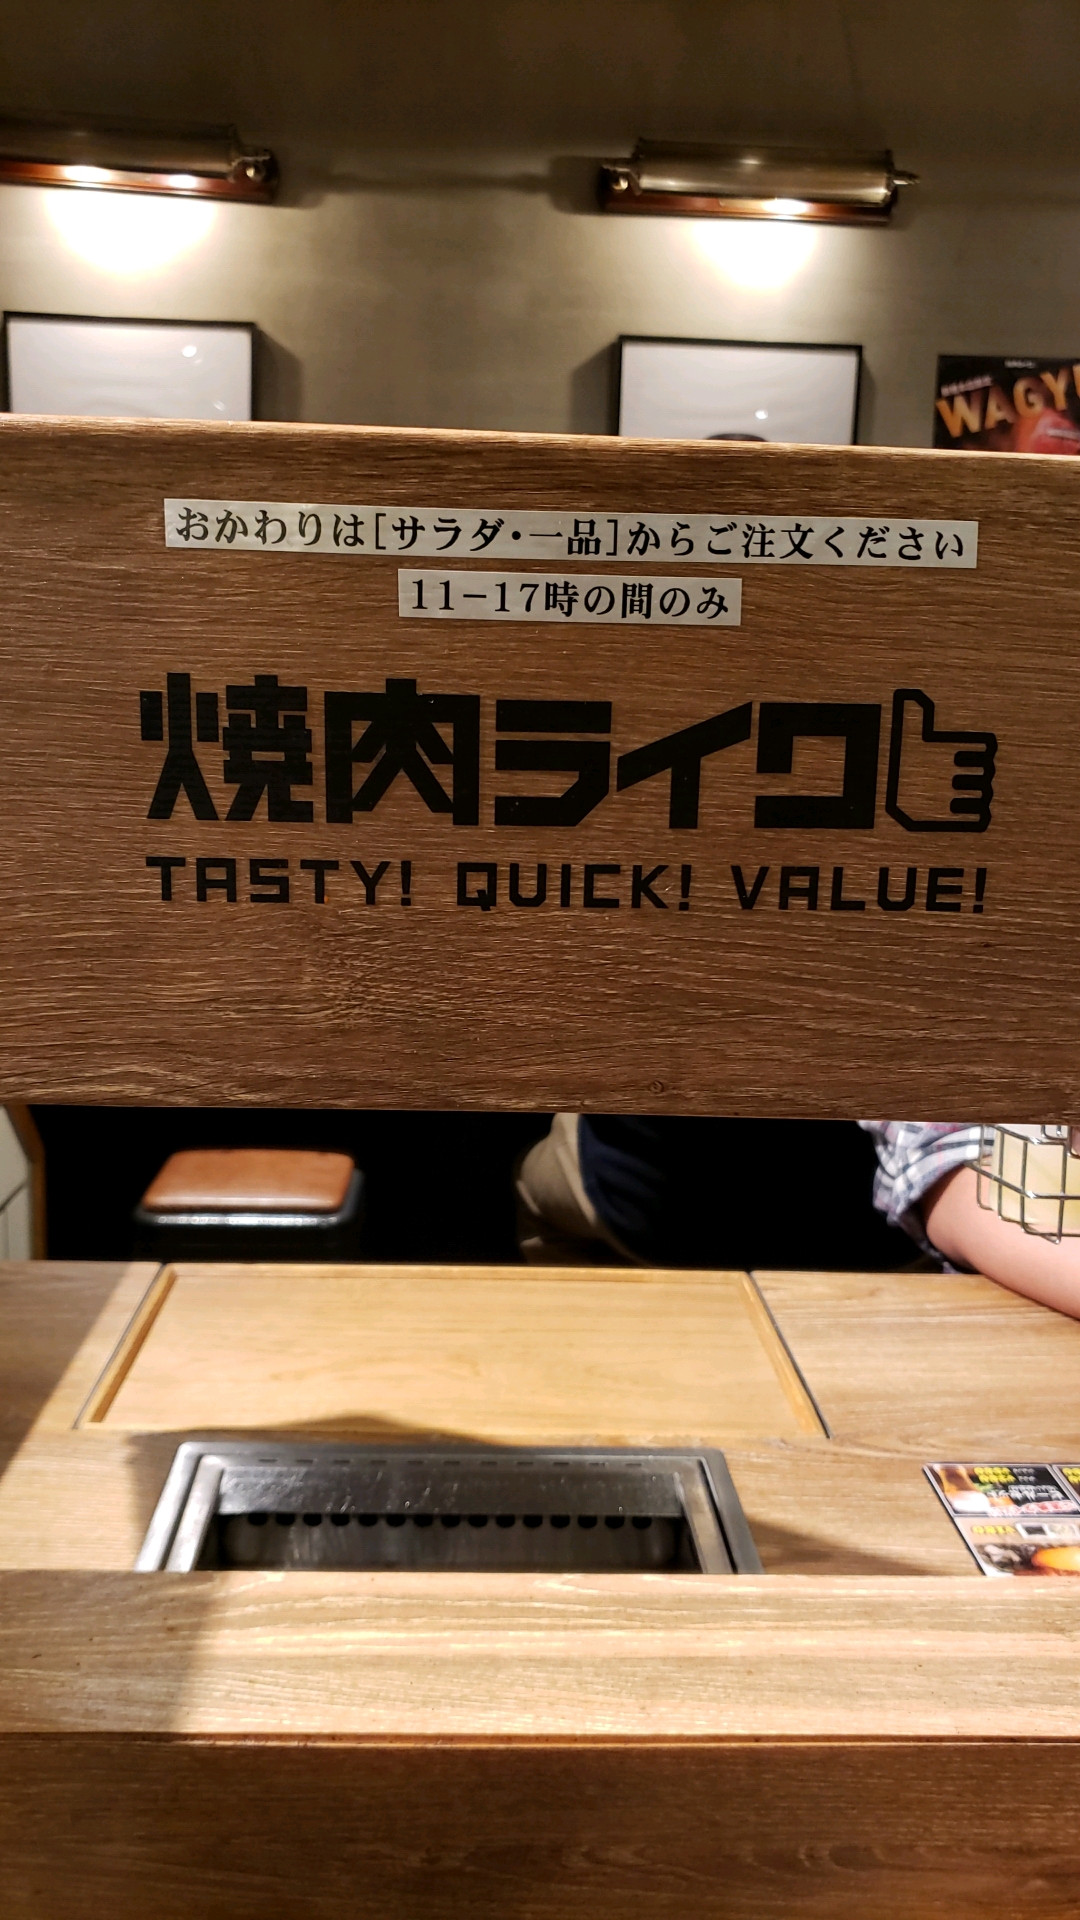 WAGYU
おかわりは[サラダ・一品]からご注文ください
11−17時の間のみ
焼肉ライク
TASTY! QUICK! VALUE!